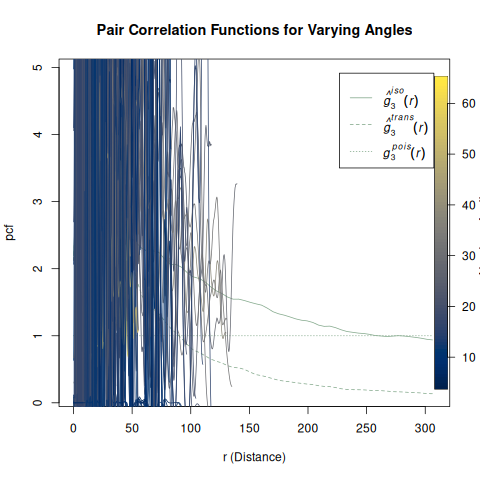 Pair Correlation Functions for Varying Angles
5
4
3
2
1
0
pcf
ĝ₃ⁱˢᵒ(r)
ĝ₃ᵗʳᵃⁿˢ(r)
g₃ᵖᵒⁱˢ(r)
60
50
40
30
20
10
0 50 100 150 200 250 300
r (Distance)